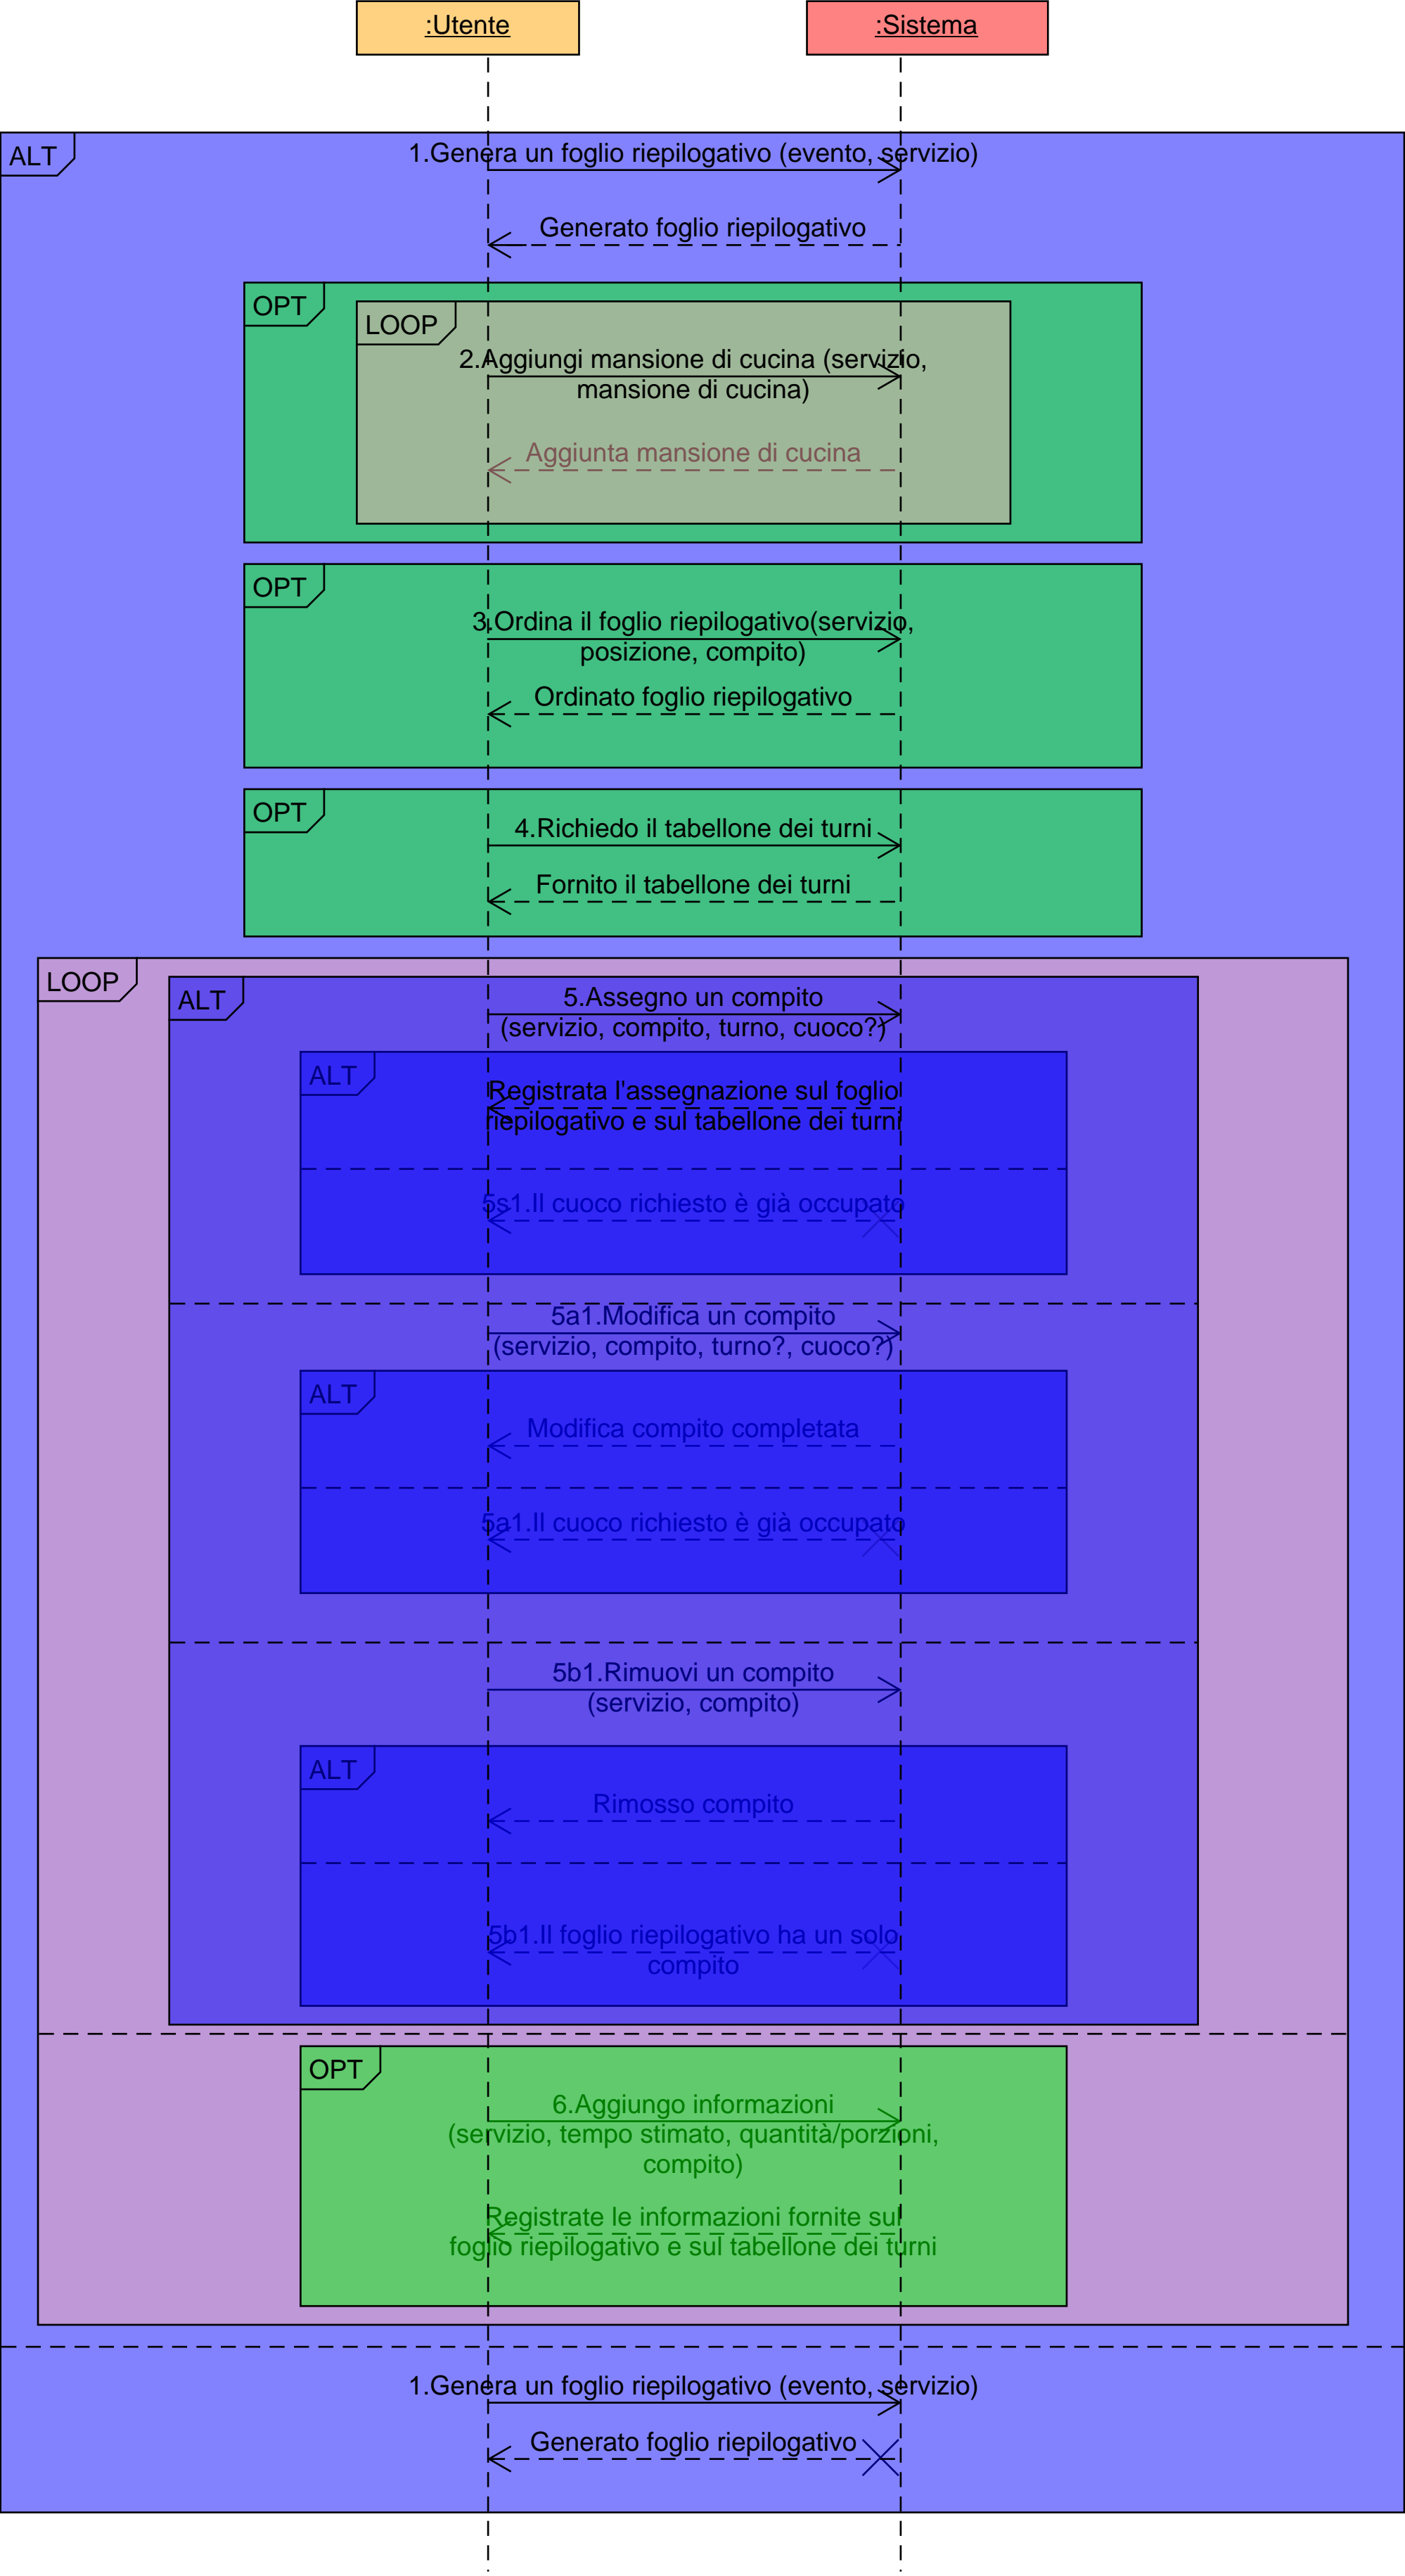 :Utente
:Sistema
ALT
1.Genera un foglio riepilogativo (evento, servizio)
Generato foglio riepilogativo
OPT
LOOP
2.Aggiungi mansione di cucina (servizio,
mansione di cucina)
Aggiunta mansione di cucina
OPT
3.Ordina il foglio riepilogativo(servizio,
posizione, compito)
Ordinato foglio riepilogativo
OPT
4.Richiedo il tabellone dei turni
Fornito il tabellone dei turni
LOOP
ALT
5.Assegno un compito
(servizio, compito, turno, cuoco?)
ALT
Registrata l'assegnazione sul foglio
riepilogativo e sul tabellone dei turni
5s1.Il cuoco richiesto è già occupato
5a1.Modifica un compito
(servizio, compito, turno?, cuoco?)
ALT
Modifica compito completata
5a1.Il cuoco richiesto è già occupato
5b1.Rimuovi un compito
(servizio, compito)
ALT
Rimosso compito
5b1.Il foglio riepilogativo ha un solo
compito
OPT
6.Aggiungo informazioni
(servizio, tempo stimato, quantità/porzioni,
compito)
Registrate le informazioni fornite sul
foglio riepilogativo e sul tabellone dei turni
1.Genera un foglio riepilogativo (evento, servizio)
Generato foglio riepilogativo